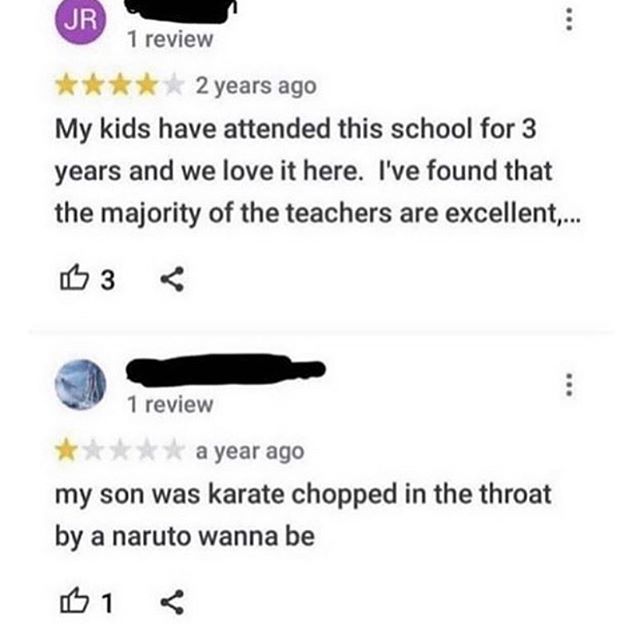 JR
1 review
2 years ago
My kids have attended this school for 3
years and we love it here. I've found that
the majority of the teachers are excellent,...
3
1 review
a year ago
my son was karate chopped in the throat
by a naruto wanna be
1